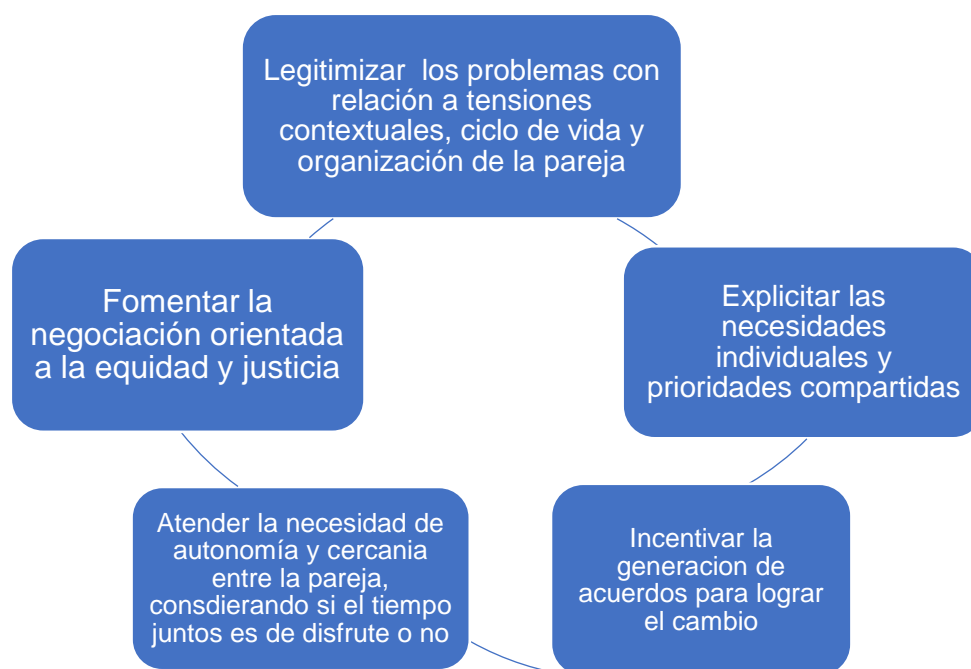 Legitimizar  los problemas con
relación a tensiones
contextuales, ciclo de vida y
organización de la pareja
Explicitar las
necesidades
individuales y
prioridades compartidas
Incentivar la
generacion de
acuerdos para lograr
el cambio
Atender la necesidad de
autonomía y cercania
entre la pareja,
consdierando si el tiempo
juntos es de disfrute o no
Fomentar la
negociación orientada
a la equidad y justicia